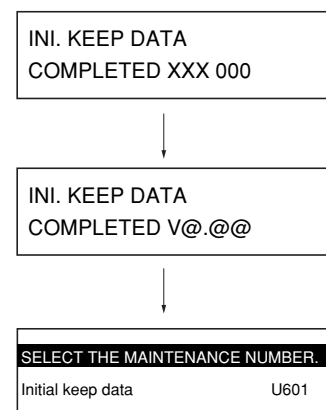 INI. KEEP DATA
COMPLETED XXX 000
INI. KEEP DATA
COMPLETED V@.@@
SELECT THE MAINTENANCE NUMBER.
Initial keep data U601